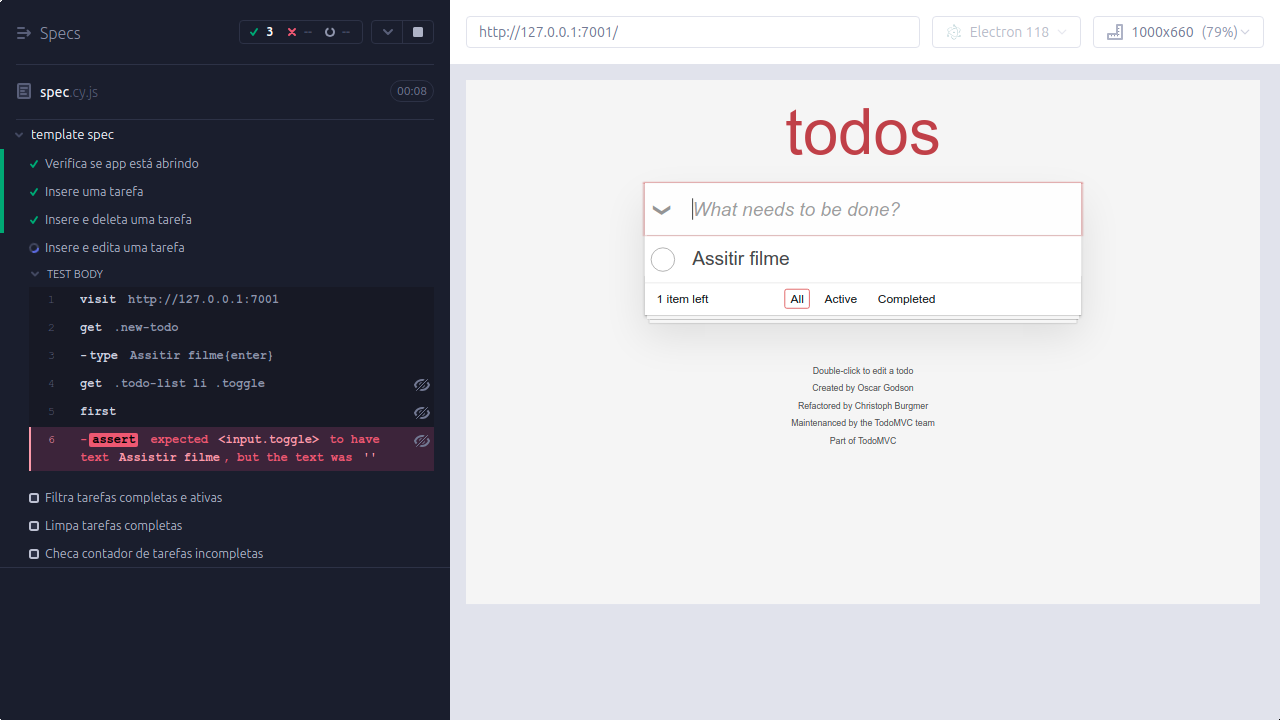 Specs
3 -- --
spec.cy.js 00:08
template spec
Verifica se app está abrindo
Insere uma tarefa
Insere e deleta uma tarefa
Insere e edita uma tarefa
TEST BODY
1 visit http://127.0.0.1:7001
2 get .new-todo
3 -type Assitir filme{enter}
4 get .todo-list li .toggle
5 first
6 -assert expected <input.toggle> to have
text Assistir filme, but the text was ''
Filtra tarefas completas e ativas
Limpa tarefas completas
Checa contador de tarefas incompletas
http://127.0.0.1:7001/
Electron 118
1000x660 (79%)
todos
What needs to be done?
Assitir filme
1 item left All Active Completed
Double-click to edit a todo
Created by Oscar Godson
Refactored by Christoph Burgmer
Maintenanced by the TodoMVC team
Part of TodoMVC